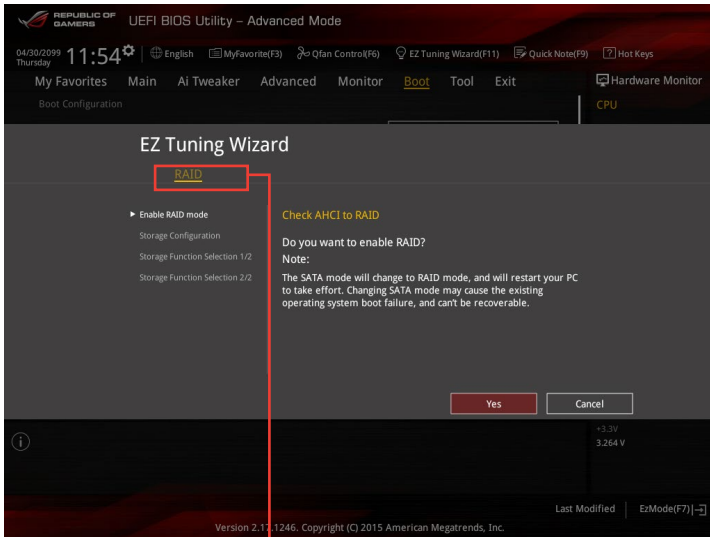 REPUBLIC OF
GAMERS
UEFI BIOS Utility – Advanced Mode
04/30/2099
Thursday
11:54
English
MyFavorite(F3)
Qfan Control(F6)
EZ Tuning Wizard(F11)
Quick Note(F9)
? Hot Keys
My Favorites
Main
Ai Tweaker
Advanced
Monitor
Boot
Tool
Exit
Hardware Monitor
Boot Configuration
CPU
EZ Tuning Wizard
RAID
Enable RAID mode
Storage Configuration
Storage Function Selection 1/2
Storage Function Selection 2/2
Check AHCI to RAID
Do you want to enable RAID?
Note:
The SATA mode will change to RAID mode, and will restart your PC
to take effort. Changing SATA mode may cause the existing
operating system boot failure, and can't be recoverable.
Yes
Cancel
+3.3V
3.264 V
Last Modified
EzMode(F7)
Version 2.17.1246. Copyright (C) 2015 American Megatrends, Inc.